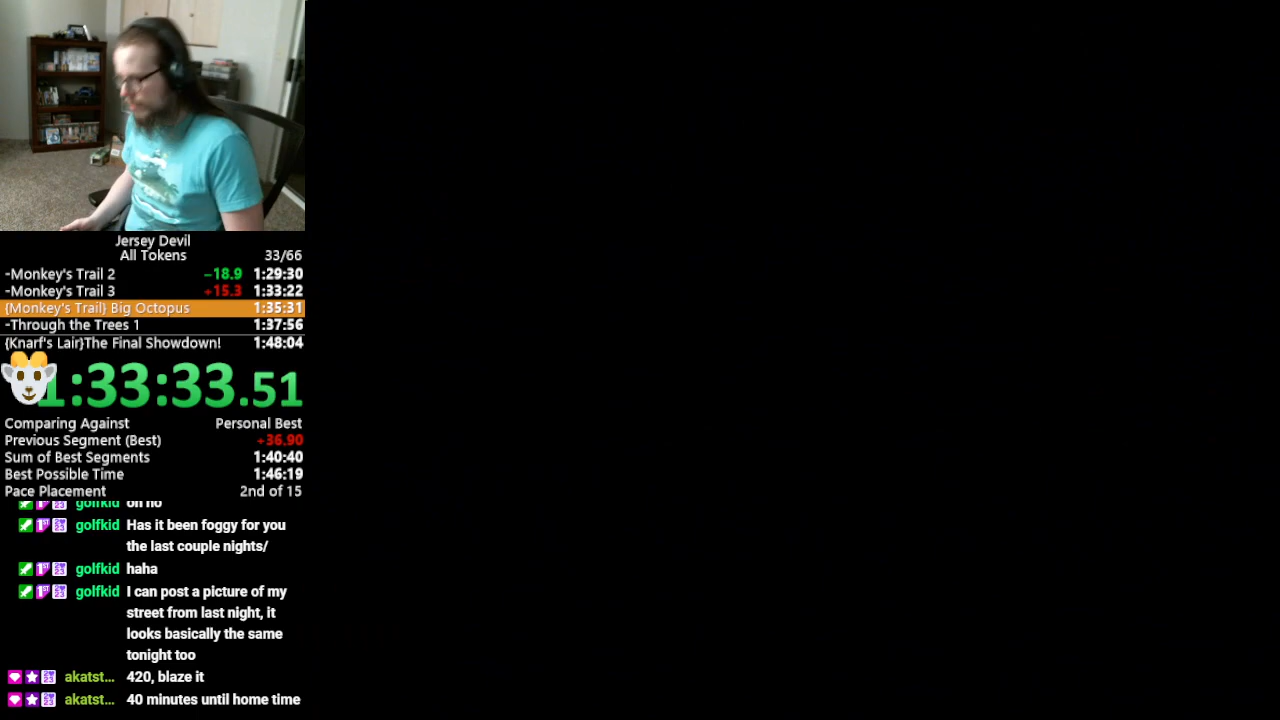 Jersey Devil
All Tokens 33/66
-Monkey's Trail 2 −18.9 1:29:30
-Monkey's Trail 3 +15.3 1:33:22
{Monkey's Trail} Big Octopus 1:35:31
-Through the Trees 1 1:37:56
{Knarf's Lair}The Final Showdown! 1:48:04
1:33:33.51
Comparing Against Personal Best
Previous Segment (Best) +36.90
Sum of Best Segments 1:40:40
Best Possible Time 1:46:19
Pace Placement 2nd of 15
golfkid oh no
golfkid Has it been foggy for you
the last couple nights/
golfkid haha
golfkid I can post a picture of my
street from last night, it
looks basically the same
tonight too
akatst... 420, blaze it
akatst... 40 minutes until home time